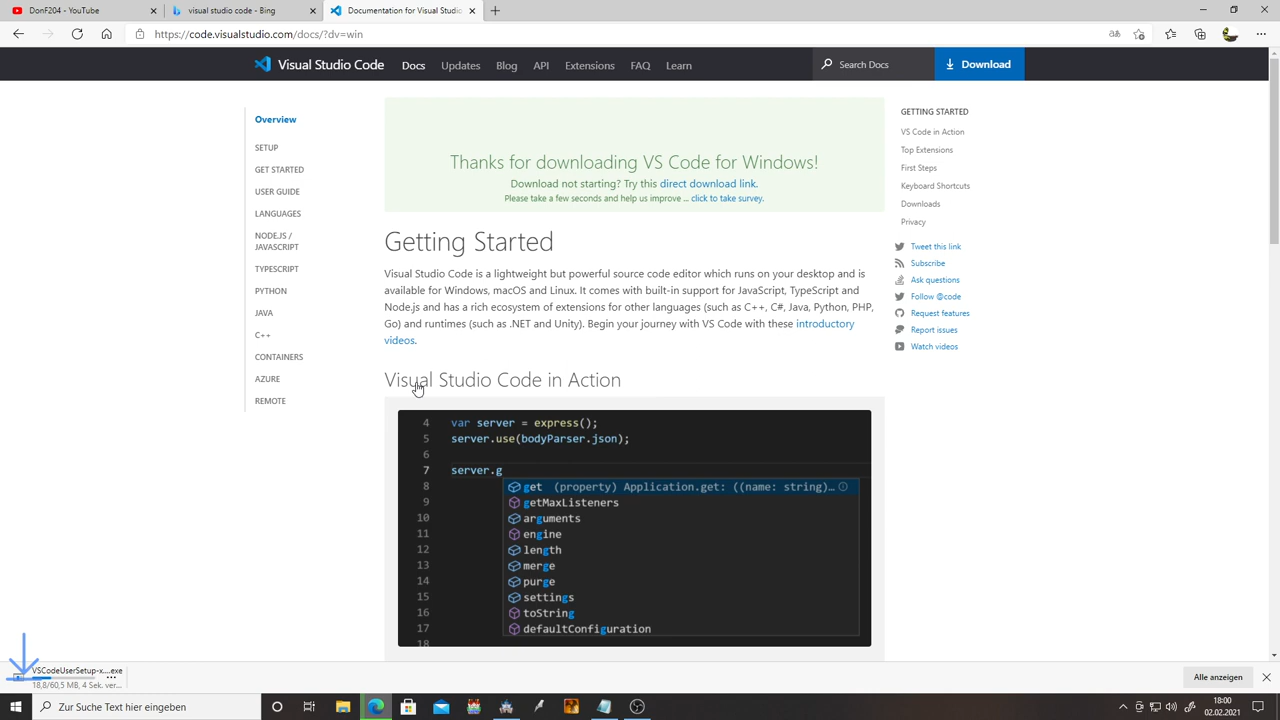 DonF204 - YouTube
visual studio code - Bing
Documentation for Visual Studio
https://code.visualstudio.com/docs/?dv=win
Visual Studio Code
Docs
Updates
Blog
API
Extensions
FAQ
Learn
Search Docs
Download
Overview
SETUP
GET STARTED
USER GUIDE
LANGUAGES
NODE.JS /
JAVASCRIPT
TYPESCRIPT
PYTHON
JAVA
C++
CONTAINERS
AZURE
REMOTE
Thanks for downloading VS Code for Windows!
Download not starting? Try this direct download link.
Please take a few seconds and help us improve ... click to take survey.
Getting Started
Visual Studio Code is a lightweight but powerful source code editor which runs on your desktop and is
available for Windows, macOS and Linux. It comes with built-in support for JavaScript, TypeScript and
Node.js and has a rich ecosystem of extensions for other languages (such as C++, C#, Java, Python, PHP,
Go) and runtimes (such as .NET and Unity). Begin your journey with VS Code with these introductory
videos.
Visual Studio Code in Action
4 var server = express();
5 server.use(bodyParser.json);
6
7 server.g
8 get (property) Application.get: ((name: string)...
9 getMaxListeners
10 arguments
11 engine
12 length
13 merge
14 purge
15 settings
16 toString
17 defaultConfiguration
18
GETTING STARTED
VS Code in Action
Top Extensions
First Steps
Keyboard Shortcuts
Downloads
Privacy
Tweet this link
Subscribe
Ask questions
Follow @code
Request features
Report issues
Watch videos
VSCodeUserSetup-x....exe
18,8/60,5 MB, 4 Sek. ver...
Alle anzeigen
Zur Suche Text hier eingeben
18:00
02.02.2021